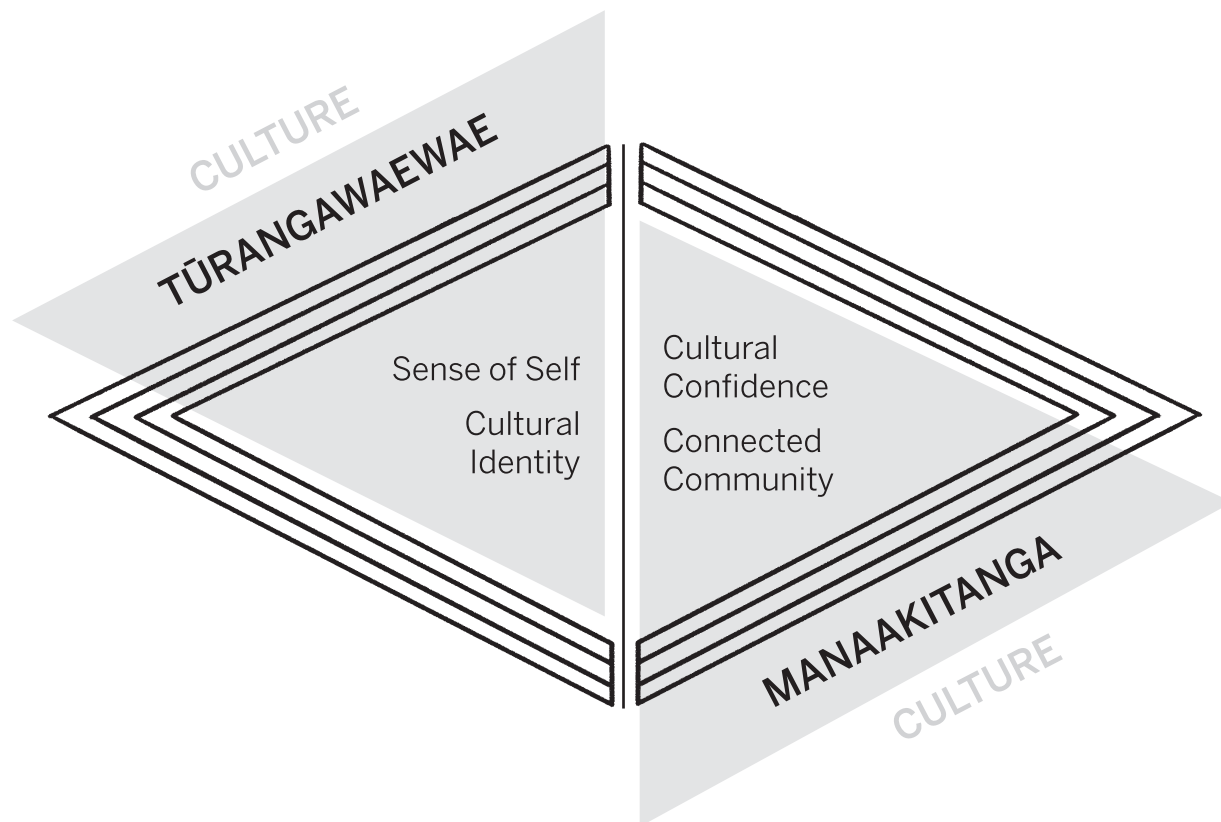 CULTURE
TŪRANGAWAEWAE
Sense of Self
Cultural
Identity
Cultural
Confidence
Connected
Community
MANAAKITANGA
CULTURE